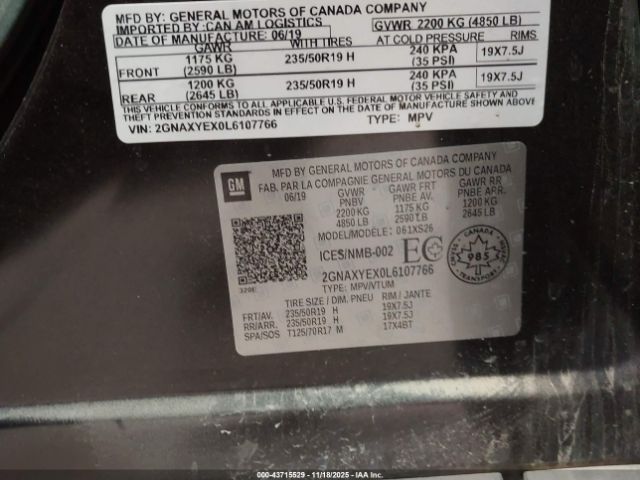 MFD BY: GENERAL MOTORS OF CANADA COMPANY
IMPORTED BY: CAN AM LOGISTICS
GVWR 2200 KG (4850 LB)
DATE OF MANUFACTURE: 06/19
GAWR WITH TIRES AT COLD PRESSURE RIMS
FRONT 1175 KG (2590 LB) 235/50R19 H 240 KPA (35 PSI) 19X7.5J
REAR 1200 KG (2645 LB) 235/50R19 H 240 KPA (35 PSI) 19X7.5J
THIS VEHICLE CONFORMS TO ALL APPLICABLE U.S. FEDERAL MOTOR VEHICLE SAFETY AND
THEFT PREVENTION STANDARDS IN EFFECT ON THE DATE OF MANUFACTURE SHOWN ABOVE
VIN: 2GNAXYEX0L6107766 TYPE: MPV
GM
MFD BY GENERAL MOTORS OF CANADA COMPANY
FAB. PAR LA COMPAGNIE GENERAL MOTORS DU CANADA
06/19 GVWR GAWR FRT GAWR RR
PNBV PNBE AV. PNBE ARR.
2200 KG 1175 KG 1200 KG
4850 LB 2590 LB 2645 LB
MODEL/MODÈLE: 061XS26
ICES/NMB-002
EC
CANADA
985
2GNAXYEX0L6107766
TYPE: MPV/VTUM
TIRE SIZE / DIM. PNEU RIM / JANTE
FRT/AV. 235/50R19 H 19X7.5J
RR/ARR. 235/50R19 H 19X7.5J
SPA/SOS T125/70R17 M 17X4BT
000-43715529 - 11/18/2025 - IAA Inc.